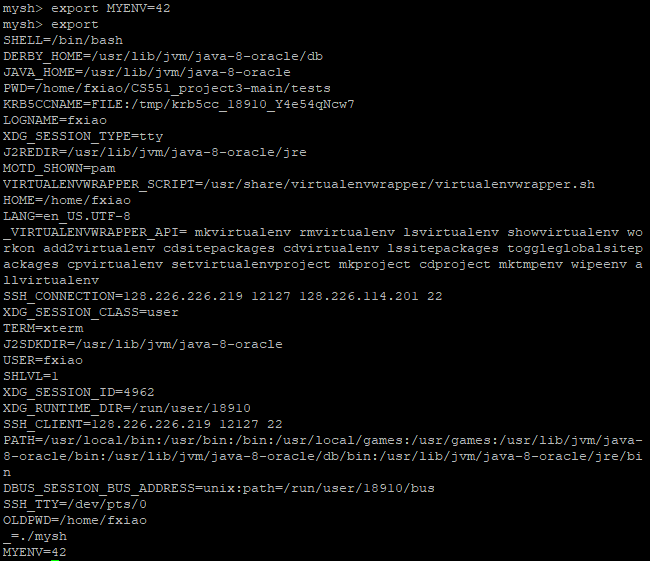 mysh> export MYENV=42
mysh> export
SHELL=/bin/bash
DERBY_HOME=/usr/lib/jvm/java-8-oracle/db
JAVA_HOME=/usr/lib/jvm/java-8-oracle
PWD=/home/fxiao/CS551_project3-main/tests
KRB5CCNAME=FILE:/tmp/krb5cc_18910_Y4e54qNcw7
LOGNAME=fxiao
XDG_SESSION_TYPE=tty
J2REDIR=/usr/lib/jvm/java-8-oracle/jre
MOTD_SHOWN=pam
VIRTUALENVWRAPPER_SCRIPT=/usr/share/virtualenvwrapper/virtualenvwrapper.sh
HOME=/home/fxiao
LANG=en_US.UTF-8
_VIRTUALENVWRAPPER_API= mkvirtualenv rmvirtualenv lsvirtualenv showvirtualenv wo
rkon add2virtualenv cdsitepackages cdvirtualenv lssitepackages toggleglobalsitep
ackages cpvirtualenv setvirtualenvproject mkproject cdproject mktmpenv wipeenv a
llvirtualenv
SSH_CONNECTION=128.226.226.219 12127 128.226.114.201 22
XDG_SESSION_CLASS=user
TERM=xterm
J2SDKDIR=/usr/lib/jvm/java-8-oracle
USER=fxiao
SHLVL=1
XDG_SESSION_ID=4962
XDG_RUNTIME_DIR=/run/user/18910
SSH_CLIENT=128.226.226.219 12127 22
PATH=/usr/local/bin:/usr/bin:/bin:/usr/local/games:/usr/games:/usr/lib/jvm/java-
8-oracle/bin:/usr/lib/jvm/java-8-oracle/db/bin:/usr/lib/jvm/java-8-oracle/jre/bi
n
DBUS_SESSION_BUS_ADDRESS=unix:path=/run/user/18910/bus
SSH_TTY=/dev/pts/0
OLDPWD=/home/fxiao
_=./mysh
MYENV=42